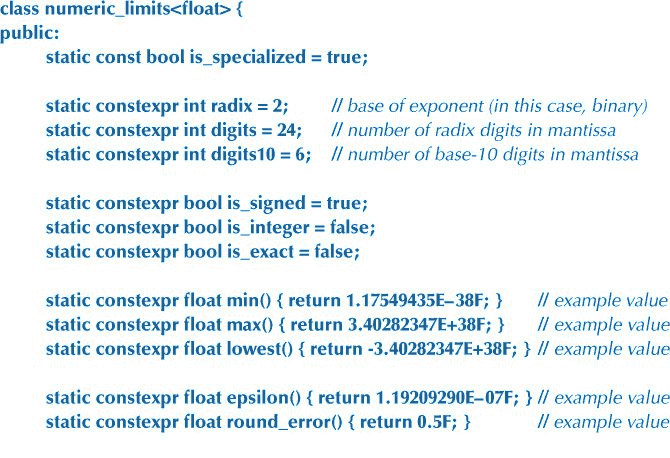 class numeric_limits<float> {
public:
static const bool is_specialized = true;
static constexpr int radix = 2; // base of exponent (in this case, binary)
static constexpr int digits = 24; // number of radix digits in mantissa
static constexpr int digits10 = 6; // number of base-10 digits in mantissa
static constexpr bool is_signed = true;
static constexpr bool is_integer = false;
static constexpr bool is_exact = false;
static constexpr float min() { return 1.17549435E–38F; } // example value
static constexpr float max() { return 3.40282347E+38F; } // example value
static constexpr float lowest() { return -3.40282347E+38F; } // example value
static constexpr float epsilon() { return 1.19209290E–07F; } // example value
static constexpr float round_error() { return 0.5F; } // example value